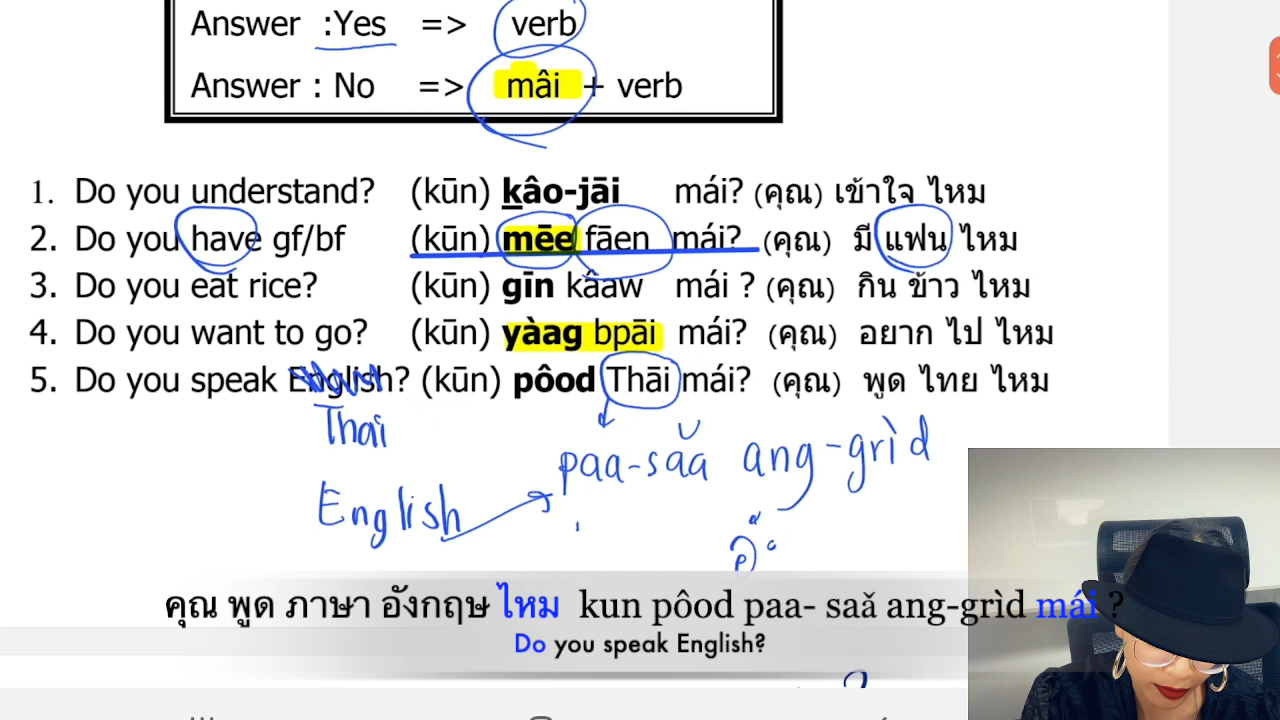 Answer :Yes => verb
Answer : No => mâi + verb
1. Do you understand? (kūn) kâo-jāi mái? (คุณ) เข้าใจ ไหม
2. Do you have gf/bf (kūn) mēe fāen mái? (คุณ) มี แฟน ไหม
3. Do you eat rice? (kūn) gīn kâaw mái ? (คุณ) กิน ข้าว ไหม
4. Do you want to go? (kūn) yàag bpāi mái? (คุณ) อยาก ไป ไหม
5. Do you speak English? (kūn) pôod Thāi mái? (คุณ) พูด ไทย ไหม
Thai
paa-saǎ ang-grìd
English
คุณ พูด ภาษา อังกฤษ ไหม kun pôod paa- saǎ ang-grìd mái ?
Do you speak English?